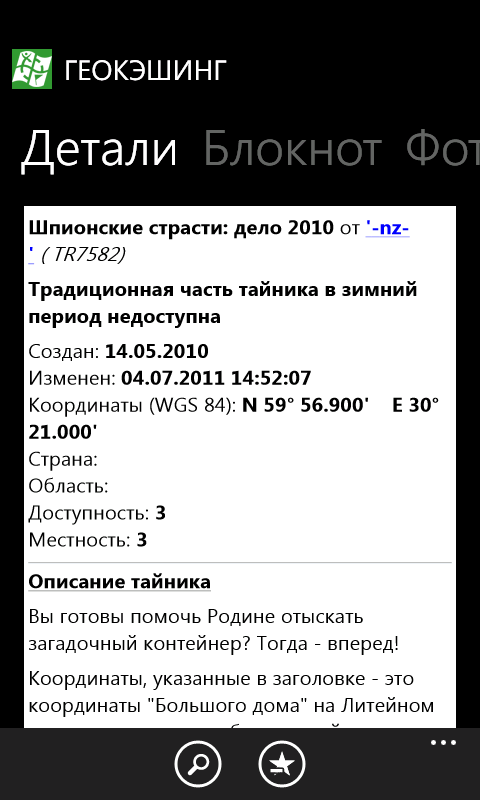 ГЕОКЭШИНГ
Детали Блокнот Фот
Шпионские страсти: дело 2010 от '-nz-
' ( TR7582)
Традиционная часть тайника в зимний
период недоступна
Создан: 14.05.2010
Изменен: 04.07.2011 14:52:07
Координаты (WGS 84): N 59° 56.900' E 30°
21.000'
Страна:
Область:
Доступность: 3
Местность: 3
Описание тайника
Вы готовы помочь Родине отыскать
загадочный контейнер? Тогда - вперед!
Координаты, указанные в заголовке - это
координаты "Большого дома" на Литейном